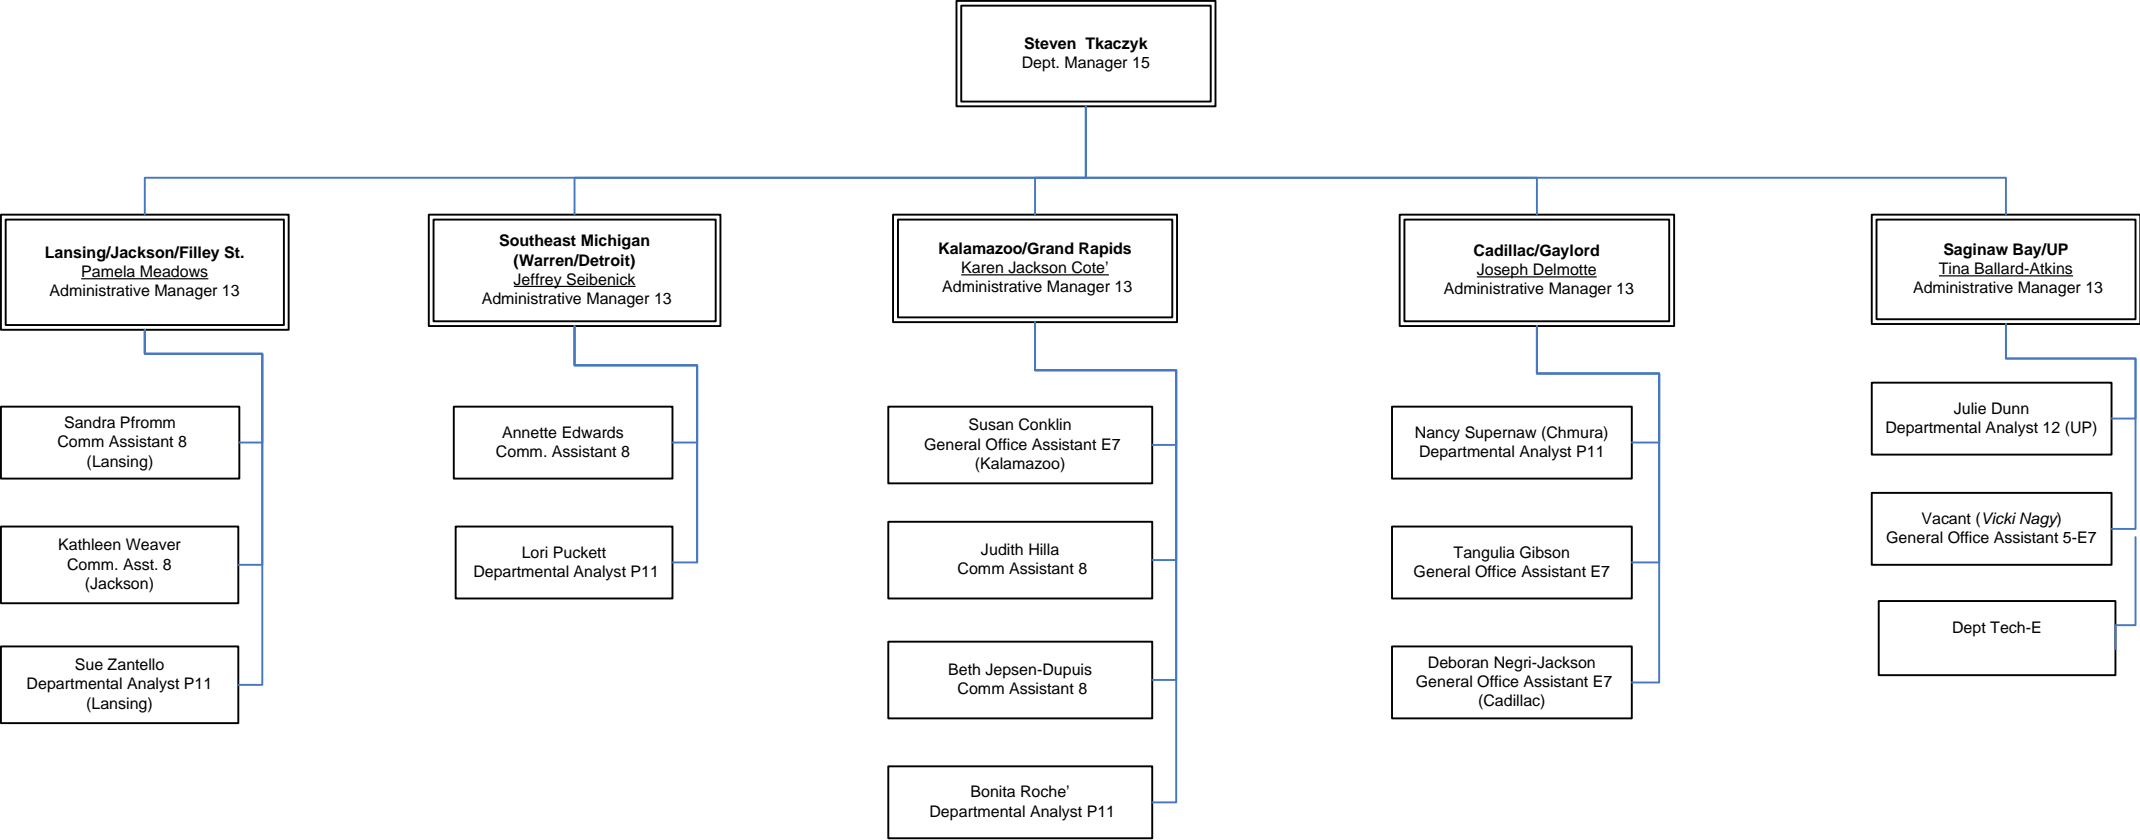 Steven  Tkaczyk
Dept. Manager 15
Lansing/Jackson/Filley St.
Pamela Meadows
Administrative Manager 13
Southeast Michigan
(Warren/Detroit)
Jeffrey Seibenick
Administrative Manager 13
Kalamazoo/Grand Rapids
Karen Jackson Cote’
Administrative Manager 13
Cadillac/Gaylord
Joseph Delmotte
Administrative Manager 13
Saginaw Bay/UP
Tina Ballard-Atkins
Administrative Manager 13
Sandra Pfromm
Comm Assistant 8
(Lansing)
Kathleen Weaver
Comm. Asst. 8
(Jackson)
Sue Zantello
Departmental Analyst P11
(Lansing)
Annette Edwards
Comm. Assistant 8
Lori Puckett
Departmental Analyst P11
Susan Conklin
General Office Assistant E7
(Kalamazoo)
Judith Hilla
Comm Assistant 8
Beth Jepsen-Dupuis
Comm Assistant 8
Bonita Roche’
Departmental Analyst P11
Nancy Supernaw (Chmura)
Departmental Analyst P11
Tangulia Gibson
General Office Assistant E7
Deboran Negri-Jackson
General Office Assistant E7
(Cadillac)
Julie Dunn
Departmental Analyst 12 (UP)
Vacant (Vicki Nagy)
General Office Assistant 5-E7
Dept Tech-E